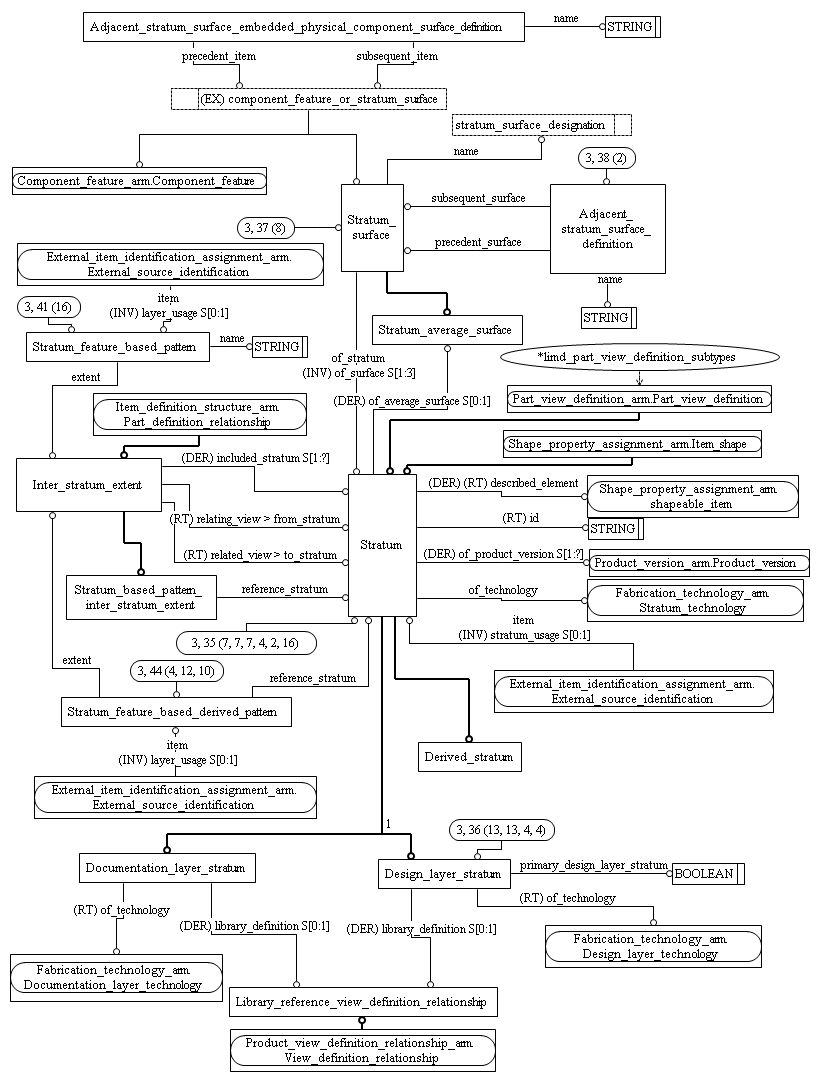 Adjacent_stratum_surface_embedded_physical_component_surface_definition
name
STRING
precedent_item
subsequent_item
(EX) component_feature_or_stratum_surface
stratum_surface_designation
name
3, 38 (2)
Component_feature_arm.Component_feature
Stratum_
surface
subsequent_surface
precedent_surface
Adjacent_
stratum_surface_
definition
3, 37 (8)
External_item_identification_assignment_arm.
External_source_identification
name
STRING
item
(INV) layer_usage S[0:1]
3, 41 (16)
Stratum_average_surface
Stratum_feature_based_pattern
name
STRING
of_stratum
(INV) of_surface S[1:3]
*limd_part_view_definition_subtypes
extent
(DER) of_average_surface S[0:1]
Part_view_definition_arm.Part_view_definition
Item_definition_structure_arm.
Part_definition_relationship
Shape_property_assignment_arm.Item_shape
(DER) included_stratum S[1:?]
Inter_stratum_extent
(DER) (RT) described_element
Shape_property_assignment_arm.
shapeable_item
(RT) relating_view > from_stratum
(RT) id
STRING
Stratum
(RT) related_view > to_stratum
(DER) of_product_version S[1:?]
Product_version_arm.Product_version
Stratum_based_pattern_
inter_stratum_extent
reference_stratum
of_technology
Fabrication_technology_arm.
Stratum_technology
item
(INV) stratum_usage S[0:1]
3, 35 (7, 7, 7, 4, 2, 16)
extent
3, 44 (4, 12, 10)
reference_stratum
External_item_identification_assignment_arm.
External_source_identification
Stratum_feature_based_derived_pattern
item
(INV) layer_usage S[0:1]
Derived_stratum
External_item_identification_assignment_arm.
External_source_identification
1
3, 36 (13, 13, 4, 4)
Documentation_layer_stratum
Design_layer_stratum
primary_design_layer_stratum
BOOLEAN
(RT) of_technology
(RT) of_technology
(DER) library_definition S[0:1]
(DER) library_definition S[0:1]
Fabrication_technology_arm.
Design_layer_technology
Fabrication_technology_arm.
Documentation_layer_technology
Library_reference_view_definition_relationship
Product_view_definition_relationship_arm.
View_definition_relationship